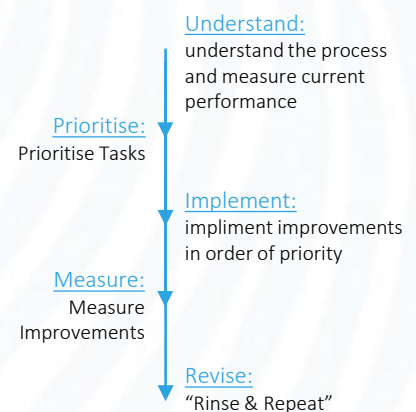 Understand:
understand the process
and measure current
performance
Prioritise:
Prioritise Tasks
Implement:
impliment improvements
in order of priority
Measure:
Measure
Improvements
Revise:
“Rinse & Repeat”